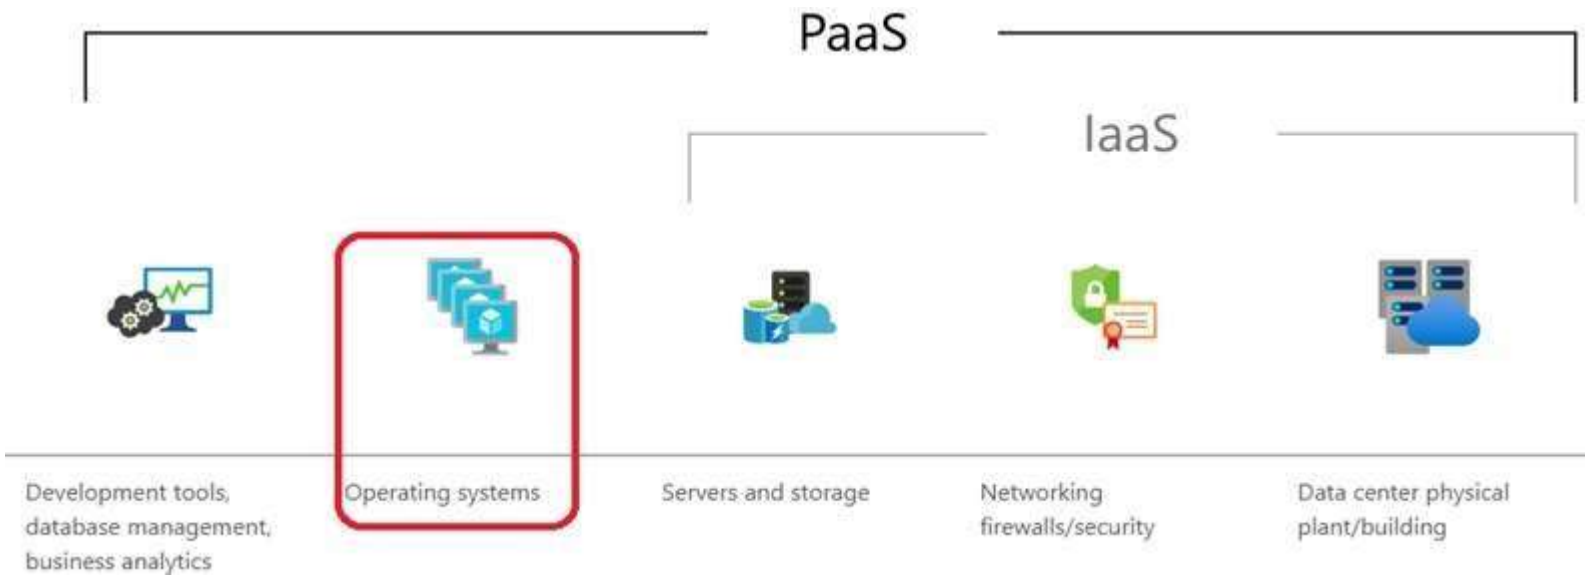 PaaS
IaaS
Development tools,
database management,
business analytics
Operating systems
Servers and storage
Networking
firewalls/security
Data center physical
plant/building